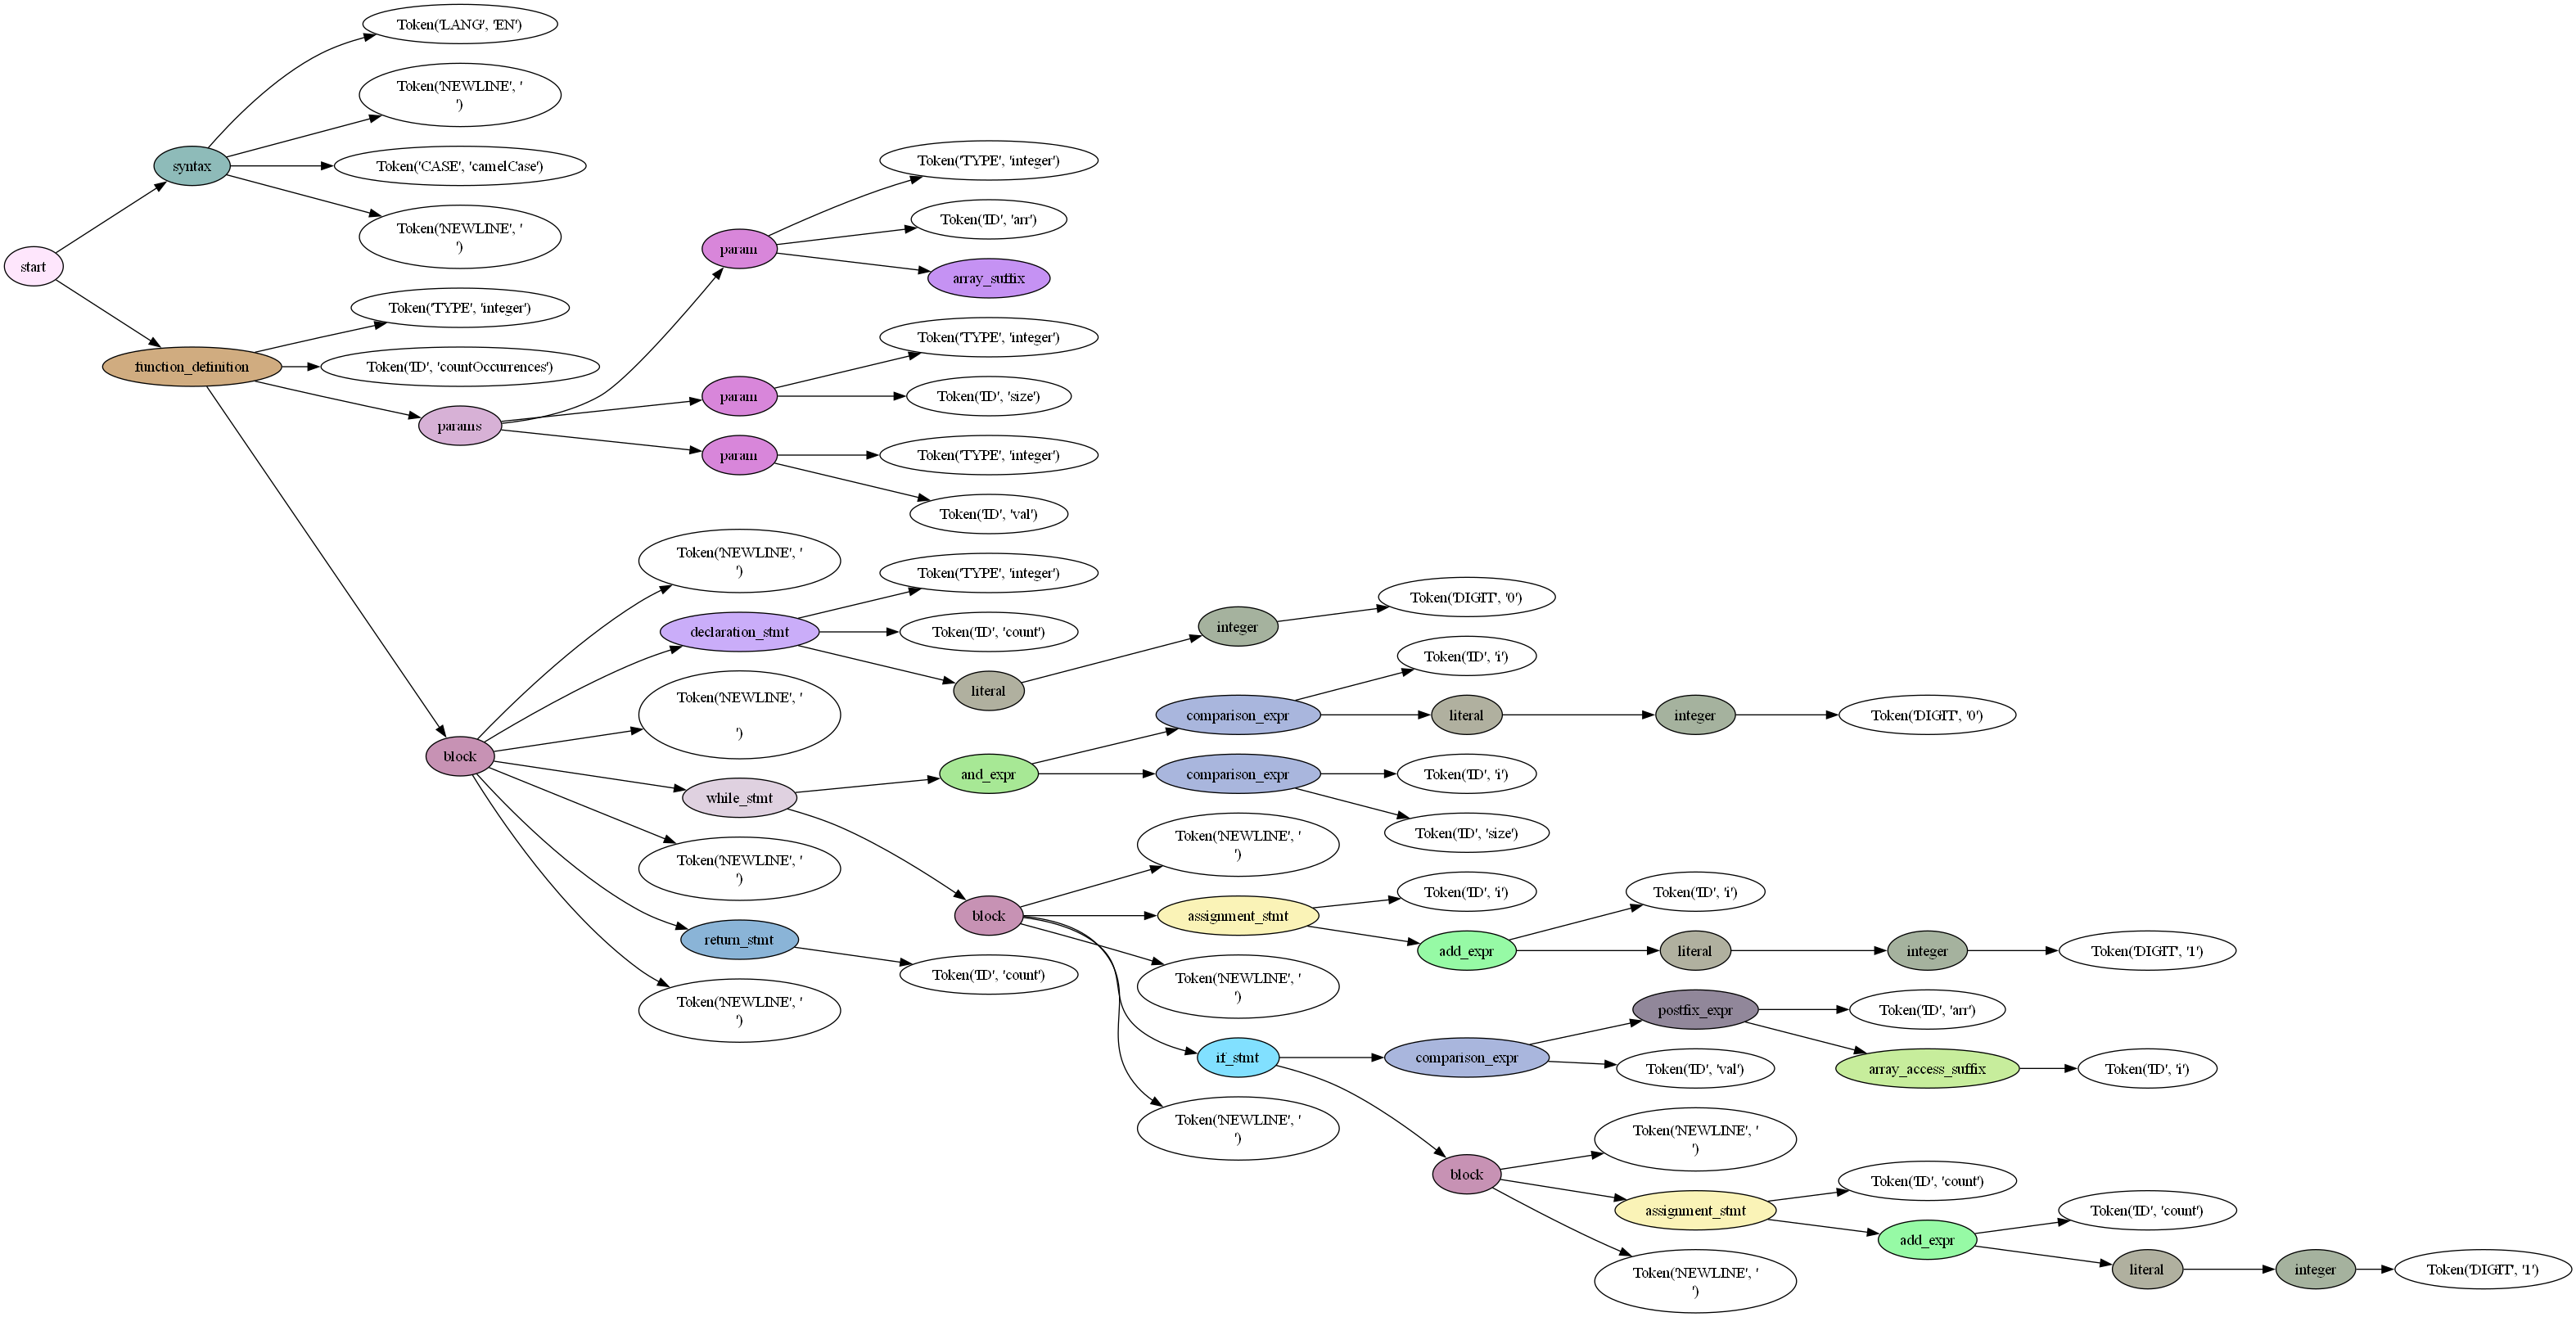 Token('LANG', 'EN')
Token('NEWLINE', '
')
syntax
Token('CASE', 'camelCase')
Token('NEWLINE', '
')
start
Token('TYPE', 'integer')
function_definition
Token('ID', 'countOccurrences')
params
param
Token('TYPE', 'integer')
Token('ID', 'arr')
array_suffix
param
Token('TYPE', 'integer')
Token('ID', 'size')
param
Token('TYPE', 'integer')
Token('ID', 'val')
block
Token('NEWLINE', '
')
declaration_stmt
Token('TYPE', 'integer')
Token('ID', 'count')
literal
integer
Token('DIGIT', '0')
Token('NEWLINE', '
')
while_stmt
and_expr
comparison_expr
Token('ID', 'i')
literal
integer
Token('DIGIT', '0')
comparison_expr
Token('ID', 'i')
Token('ID', 'size')
block
Token('NEWLINE', '
')
assignment_stmt
Token('ID', 'i')
add_expr
Token('ID', 'i')
literal
integer
Token('DIGIT', '1')
Token('NEWLINE', '
')
if_stmt
comparison_expr
postfix_expr
Token('ID', 'arr')
array_access_suffix
Token('ID', 'i')
Token('ID', 'val')
block
Token('NEWLINE', '
')
assignment_stmt
Token('ID', 'count')
add_expr
Token('ID', 'count')
literal
integer
Token('DIGIT', '1')
Token('NEWLINE', '
')
Token('NEWLINE', '
')
Token('NEWLINE', '
')
return_stmt
Token('ID', 'count')
Token('NEWLINE', '
')